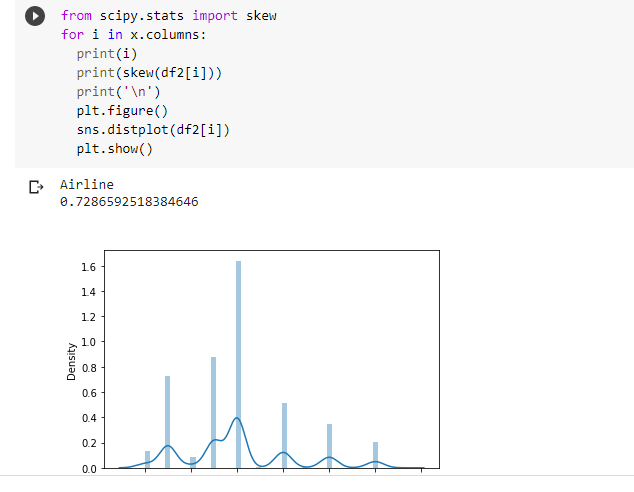 from scipy.stats import skew
for i in x.columns:
  print(i)
  print(skew(df2[i]))
  print('\n')
  plt.figure()
  sns.distplot(df2[i])
  plt.show()
Airline
0.7286592518384646
1.6
1.4
1.2
1.0
0.8
0.6
0.4
0.2
0.0
Density